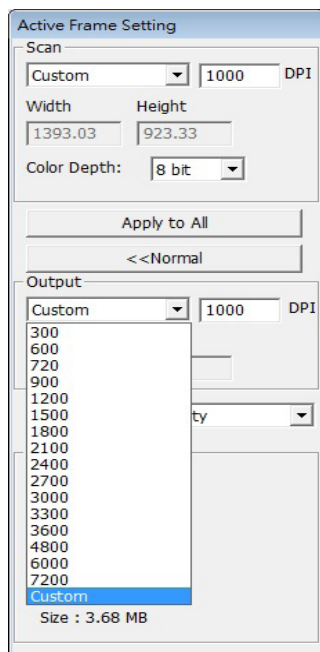 Active Frame Setting
Scan
Custom 1000 DPI
Width Height
1393.03 923.33
Color Depth: 8 bit
Apply to All
<<Normal
Output
Custom 1000 DPI
300
600
720
900
1200
1500 ty
1800
2100
2400
2700
3000
3300
3600
4800
6000
7200
Custom
Size : 3.68 MB